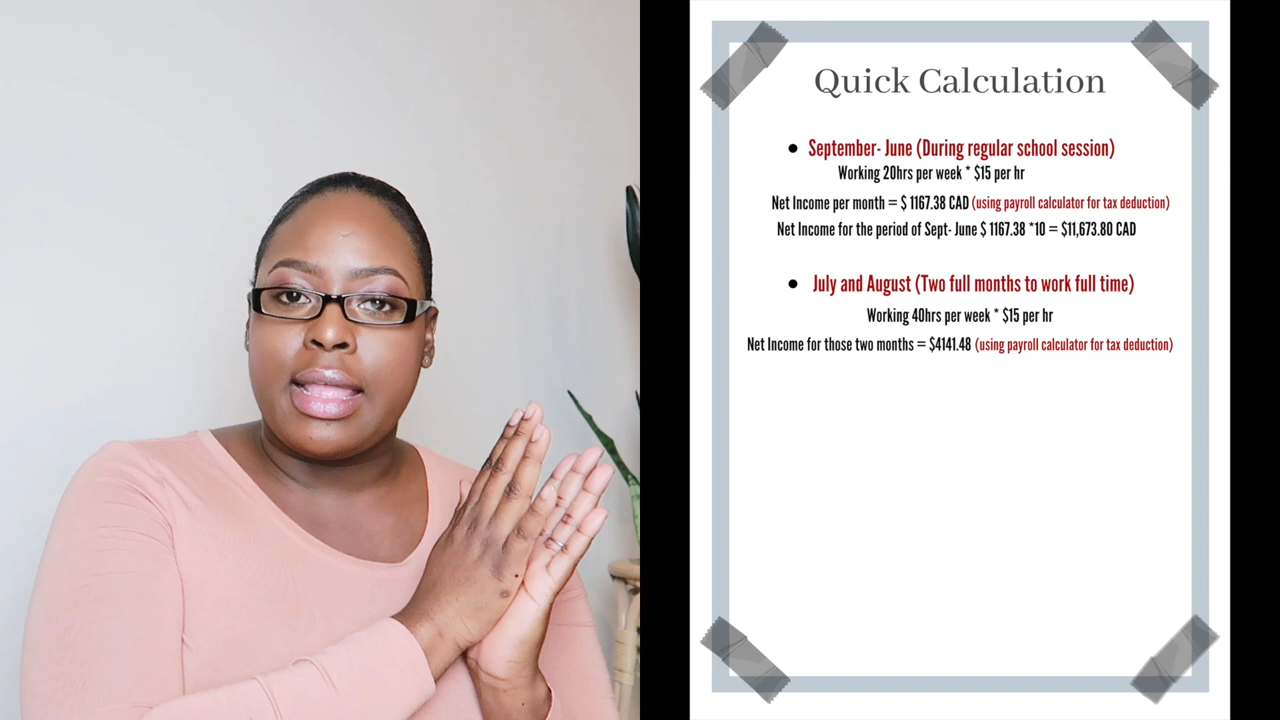 Quick Calculation
• September- June (During regular school session)
Working 20hrs per week * $15 per hr
Net Income per month = $ 1167.38 CAD (using payroll calculator for tax deduction)
Net Income for the period of Sept- June $ 1167.38 *10 = $11,673.80 CAD
• July and August (Two full months to work full time)
Working 40hrs per week * $15 per hr
Net Income for those two months = $4141.48 (using payroll calculator for tax deduction)